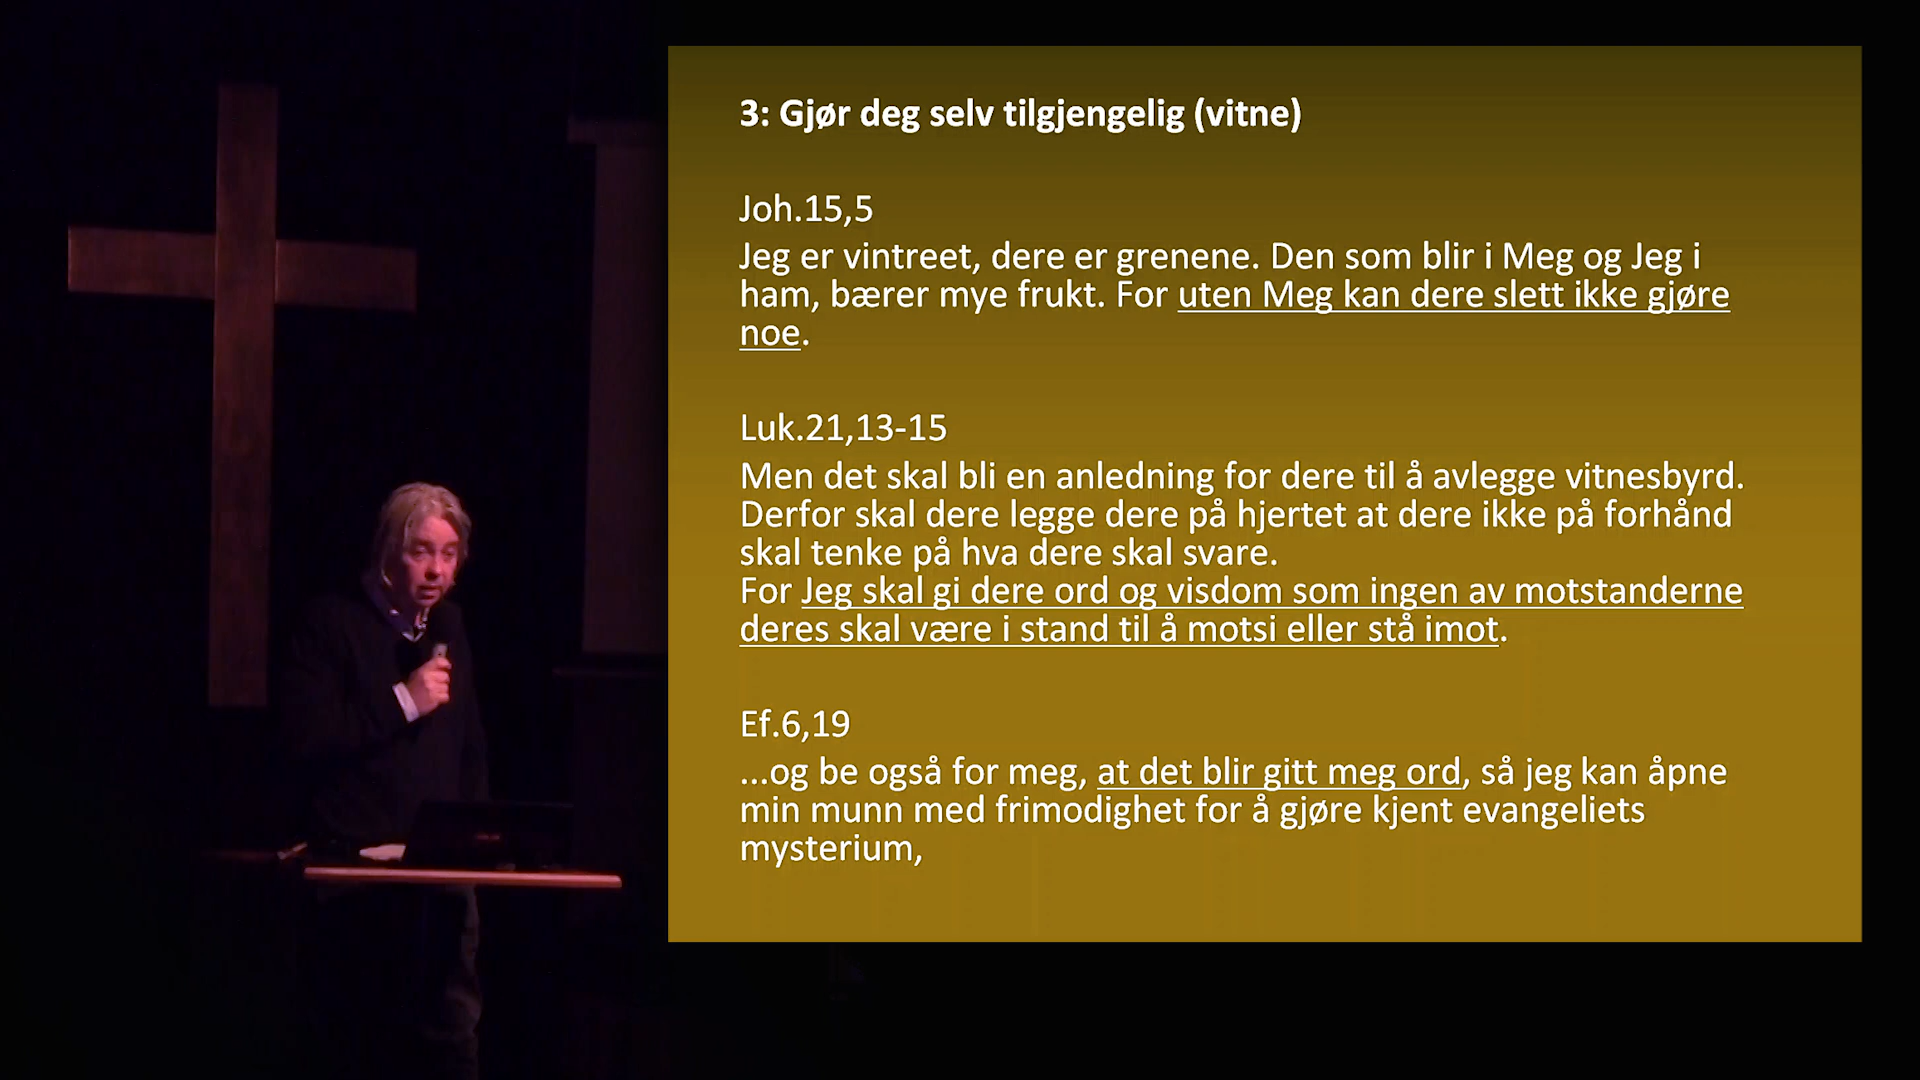 3: Gjør deg selv tilgjengelig (vitne)
Joh.15,5
Jeg er vintreet, dere er grenene. Den som blir i Meg og Jeg i
ham, bærer mye frukt. For uten Meg kan dere slett ikke gjøre
noe.
Luk.21,13-15
Men det skal bli en anledning for dere til å avlegge vitnesbyrd.
Derfor skal dere legge dere på hjertet at dere ikke på forhånd
skal tenke på hva dere skal svare.
For Jeg skal gi dere ord og visdom som ingen av motstanderne
deres skal være i stand til å motsi eller stå imot.
Ef.6,19
...og be også for meg, at det blir gitt meg ord, så jeg kan åpne
min munn med frimodighet for å gjøre kjent evangeliets
mysterium,